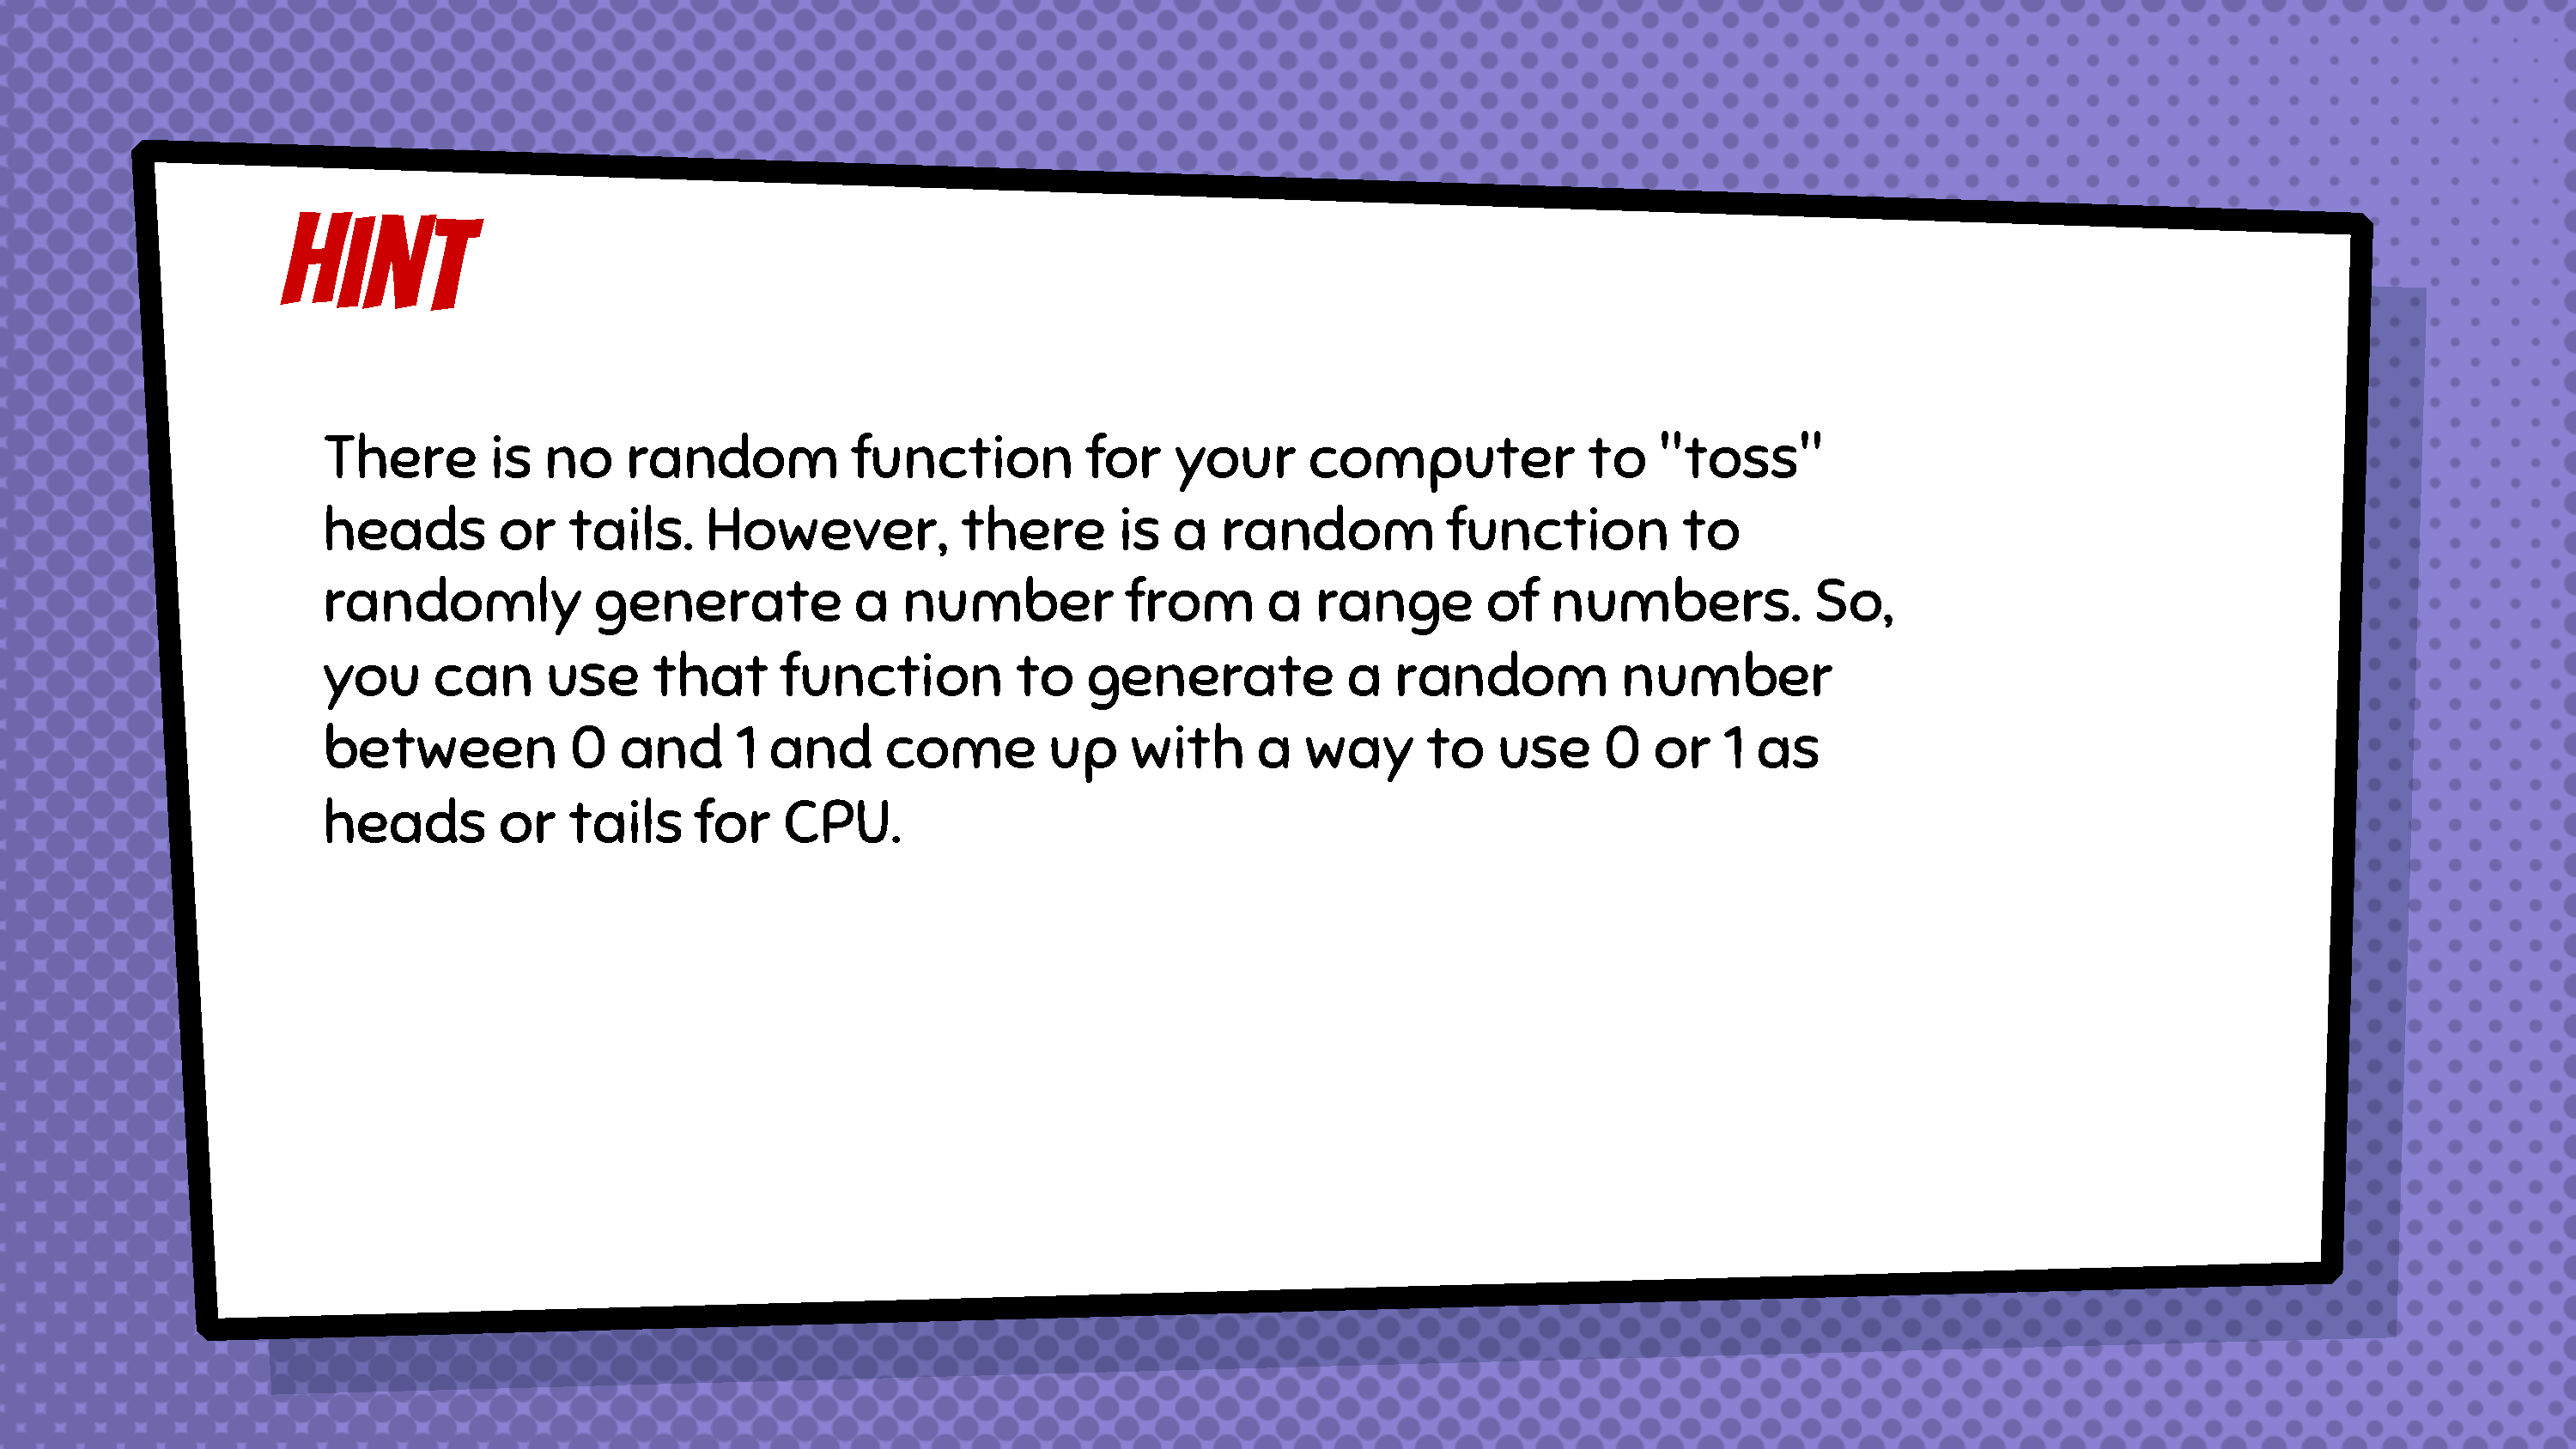 HINT
There is no random function for your computer to "toss"
heads or tails. However, there is a random function to
randomly generate a number from a range of numbers. So,
you can use that function to generate a random number
between 0 and 1 and come up with a way to use 0 or 1 as
heads or tails for CPU.